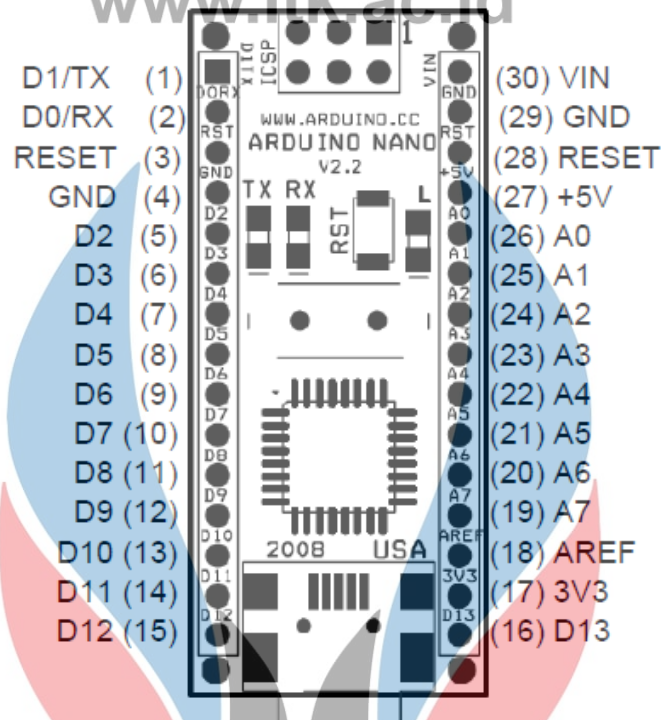 www.itk.ac.id
D1/TX (1)
D0/RX (2)
RESET (3)
GND (4)
D2 (5)
D3 (6)
D4 (7)
D5 (8)
D6 (9)
D7 (10)
D8 (11)
D9 (12)
D10 (13)
D11 (14)
D12 (15)
D1TX
D0RX
RST
GND
D2
D3
D4
D5
D6
D7
D8
D9
D10
D11
D12
ICSP
1
WWW.ARDUINO.CC
ARDUINO NANO
V2.2
TX RX
RST
L
2008 USA
VIN
GND
RST
+5V
A0
A1
A2
A3
A4
A5
A6
A7
AREF
3V3
D13
(30) VIN
(29) GND
(28) RESET
(27) +5V
(26) A0
(25) A1
(24) A2
(23) A3
(22) A4
(21) A5
(20) A6
(19) A7
(18) AREF
(17) 3V3
(16) D13